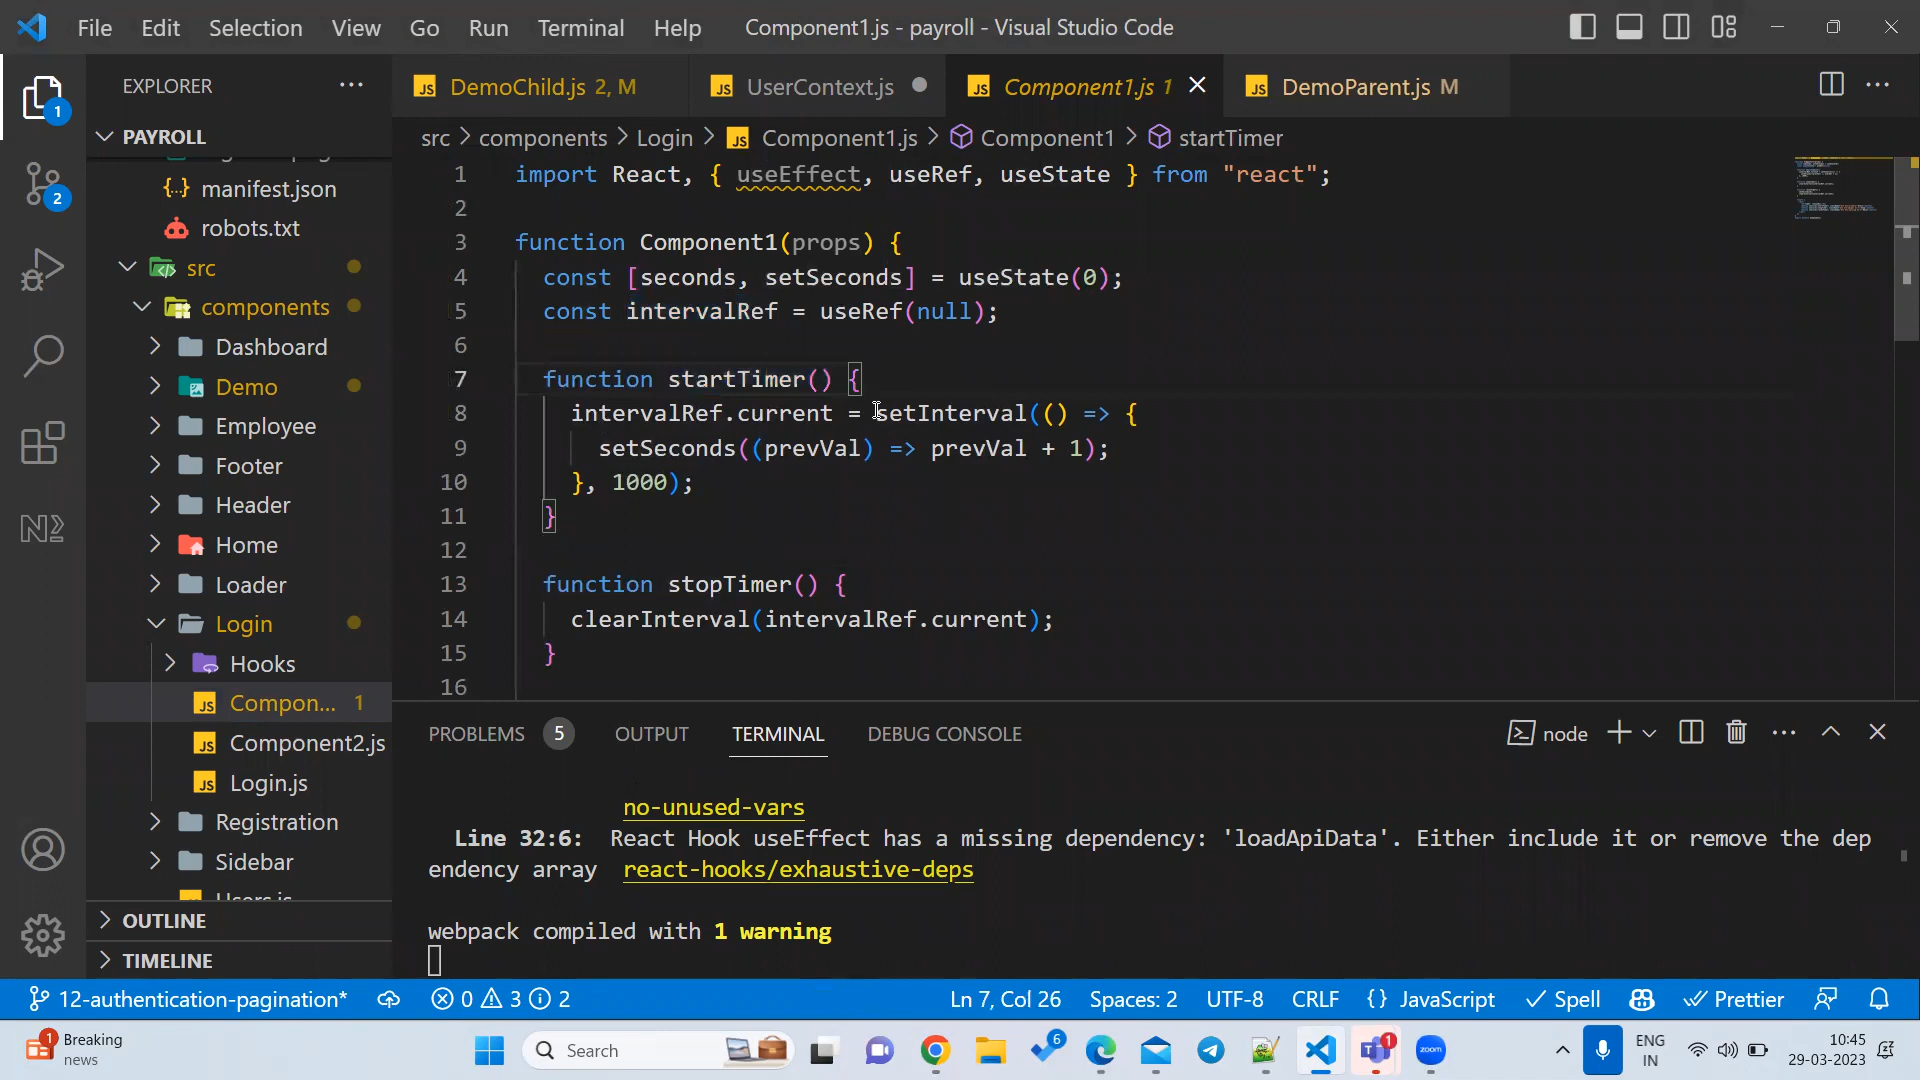 File Edit Selection View Go Run Terminal Help Component1.js - payroll - Visual Studio Code
EXPLORER
PAYROLL
manifest.json
robots.txt
src
components
Dashboard
Demo
Employee
Footer
Header
Home
Loader
Login
Hooks
Compon... 1
Component2.js
Login.js
Registration
Sidebar
OUTLINE
TIMELINE
1
2
DemoChild.js 2, M UserContext.js Component1.js 1 DemoParent.js M
src > components > Login > JS Component1.js > Component1 > startTimer
1 import React, { useEffect, useRef, useState } from "react";
2
3 function Component1(props) {
4 const [seconds, setSeconds] = useState(0);
5 const intervalRef = useRef(null);
6
7 function startTimer() {
8 intervalRef.current = setInterval(() => {
9 setSeconds((prevVal) => prevVal + 1);
10 }, 1000);
11 }
12
13 function stopTimer() {
14 clearInterval(intervalRef.current);
15 }
16
PROBLEMS 5 OUTPUT TERMINAL DEBUG CONSOLE node
no-unused-vars
Line 32:6: React Hook useEffect has a missing dependency: 'loadApiData'. Either include it or remove the dep
endency array react-hooks/exhaustive-deps
webpack compiled with 1 warning
12-authentication-pagination* 0 3 2 Ln 7, Col 26 Spaces: 2 UTF-8 CRLF {} JavaScript Spell Prettier
1 Breaking
news
Search
6
1
zoom
ENG
IN
10:45
29-03-2023